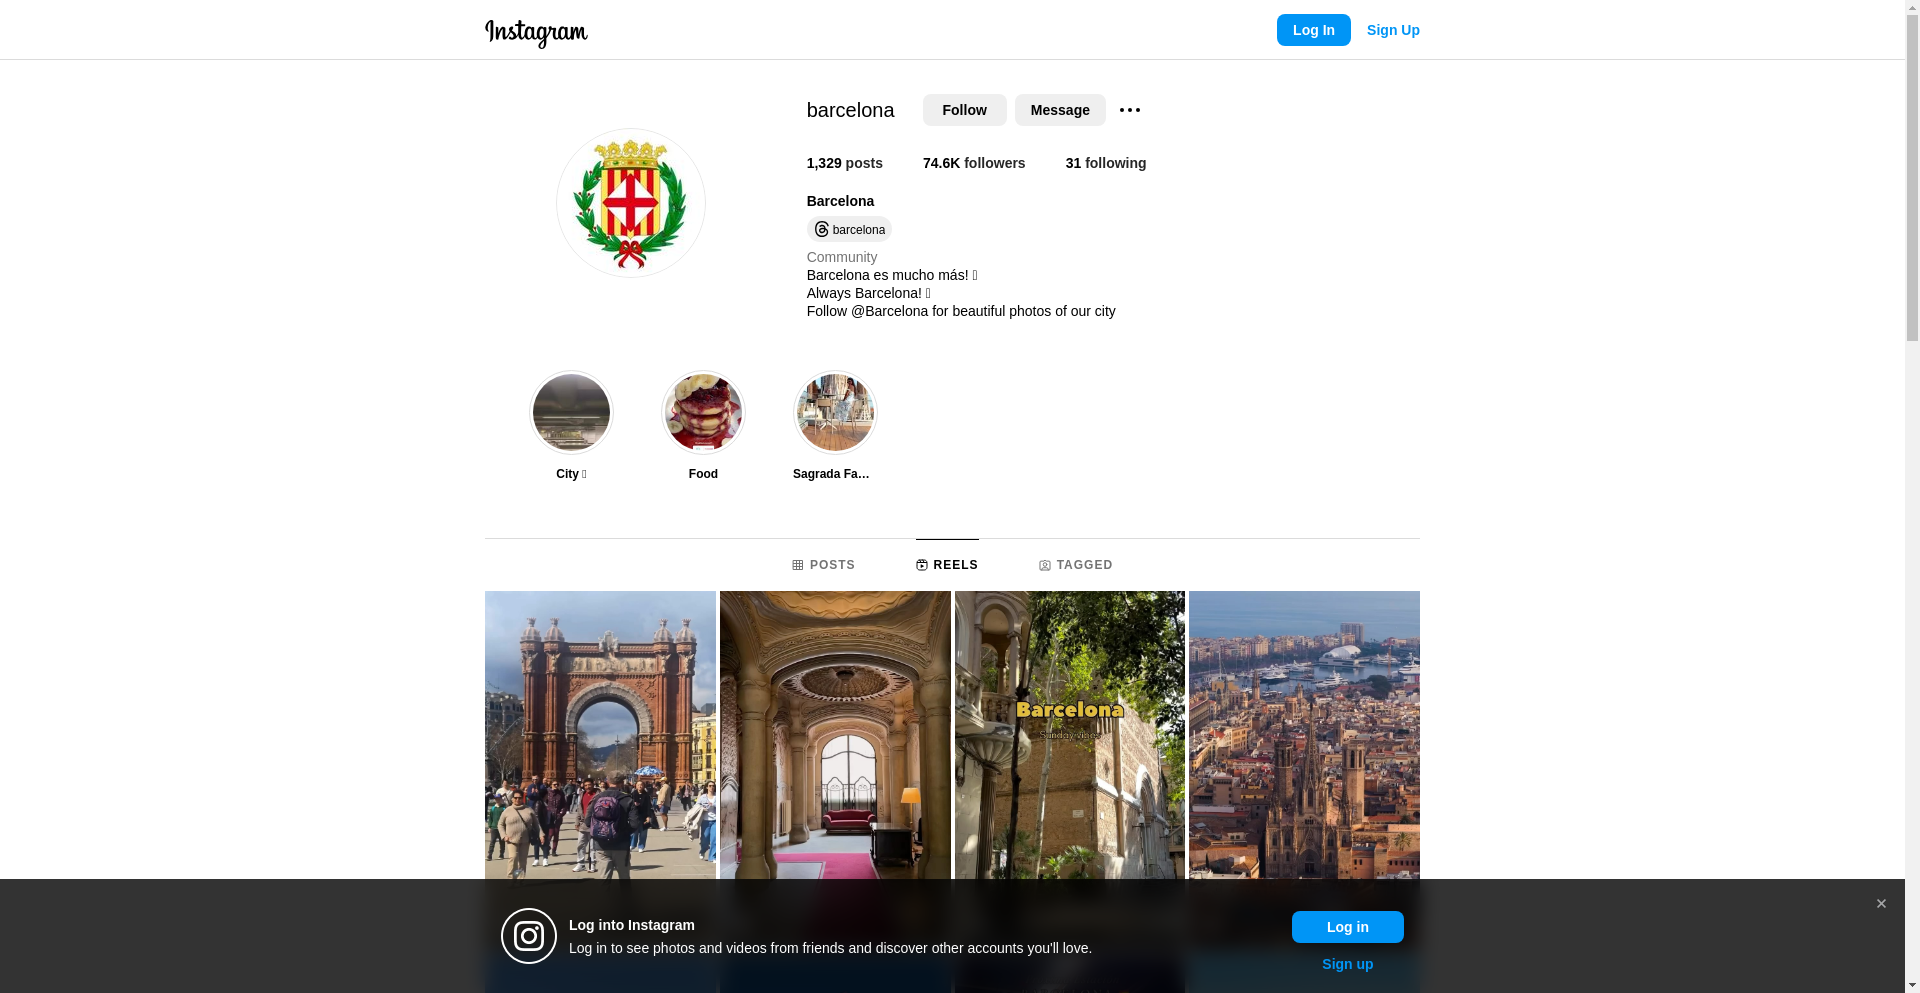 Instagram
Log In
Sign Up
barcelona
Follow
Message
1,329 posts
74.6K followers
31 following
Barcelona
barcelona
Community
Barcelona es mucho más!
Always Barcelona!
Follow @Barcelona for beautiful photos of our city
City
Food
Sagrada Fa...
POSTS
REELS
TAGGED
Barcelona
Sunday vibes
Log into Instagram
Log in to see photos and videos from friends and discover other accounts you'll love.
Log in
Sign up